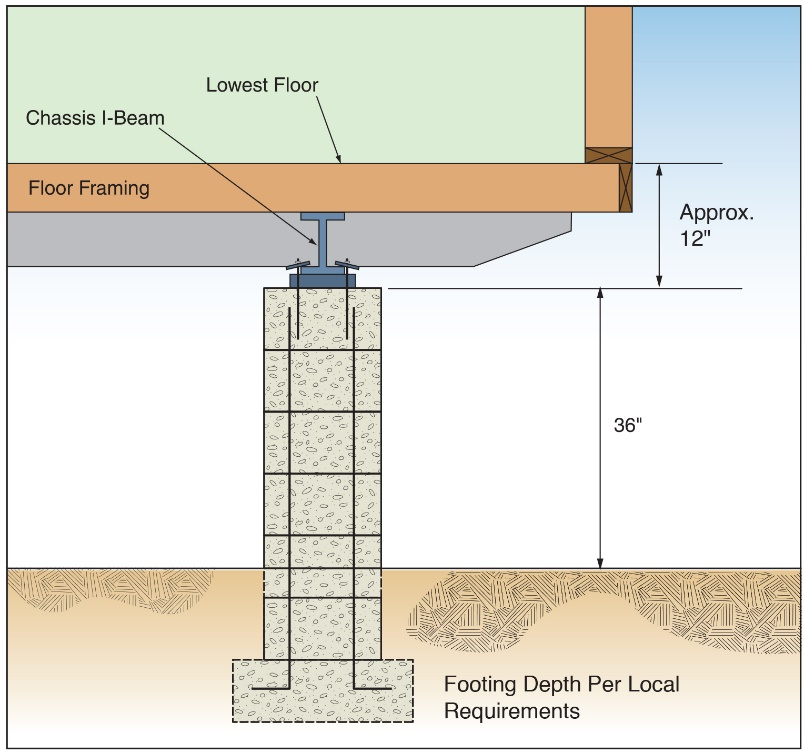 Lowest Floor
Chassis I-Beam
Floor Framing
Approx.
12"
36"
Footing Depth Per Local
Requirements